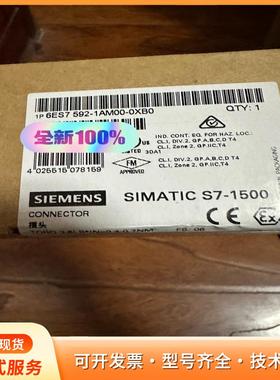 1P 6ES7 592-1AM00-0XB0
QTY: 1
全新100%
IND. CONT. EQ. FOR HAZ. LOC.
CL.I, DIV.2, GP.A,B,C,D T4
CL.I, Zone 2, GP.IIC, T4
FM
APPROVED
CL.I, DIV.2, GP.A,B,C,D T4
CL.I, Zone 2, GP.IIC, T4
4 025515 078159
SIEMENS
SIMATIC S7-1500
CONNECTOR
CE
Ex
现货
可开发票·型号齐全·技术